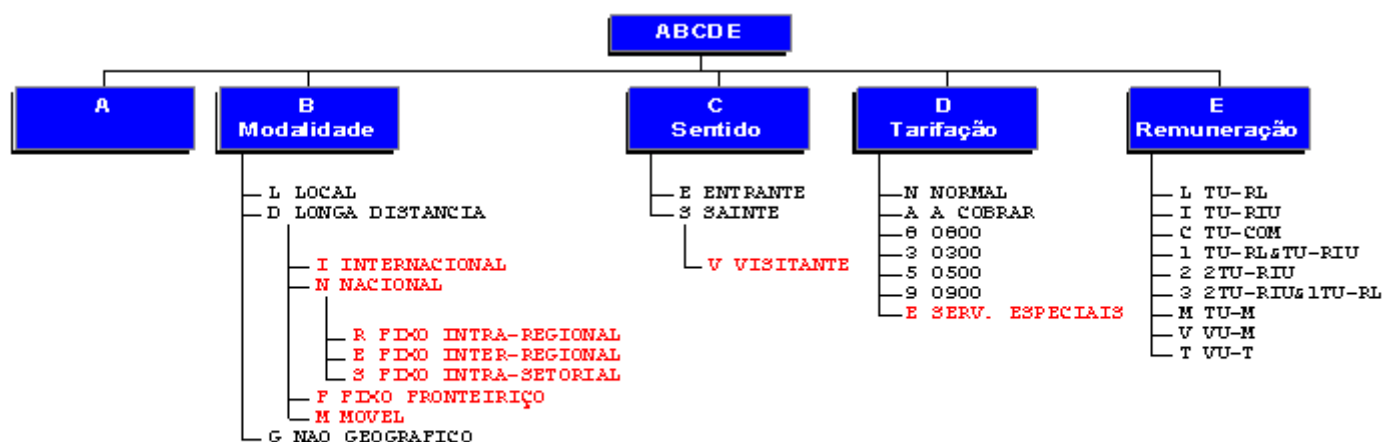 ABCDE
A
B
Modalidade
L LOCAL
D LONGA DISTANCIA
I INTERNACIONAL
N NACIONAL
R FIXO INTRA-REGIONAL
E FIXO INTER-REGIONAL
S FIXO INTRA-SETORIAL
F FIXO FRONTEIRIÇO
M MOVEL
G NAO GEOGRAFICO
C
Sentido
E ENTRANTE
S SAINTE
V VISITANTE
D
Tarifação
N NORMAL
A A COBRAR
8 0800
3 0300
5 0500
9 0900
E SERV. ESPECIAIS
E
Remuneração
L TU-RL
I TU-RIU
C TU-COM
1 TU-RL&TU-RIU
2 2TU-RIU
3 2TU-RIU&1TU-RL
M TU-M
V VU-M
T VU-T